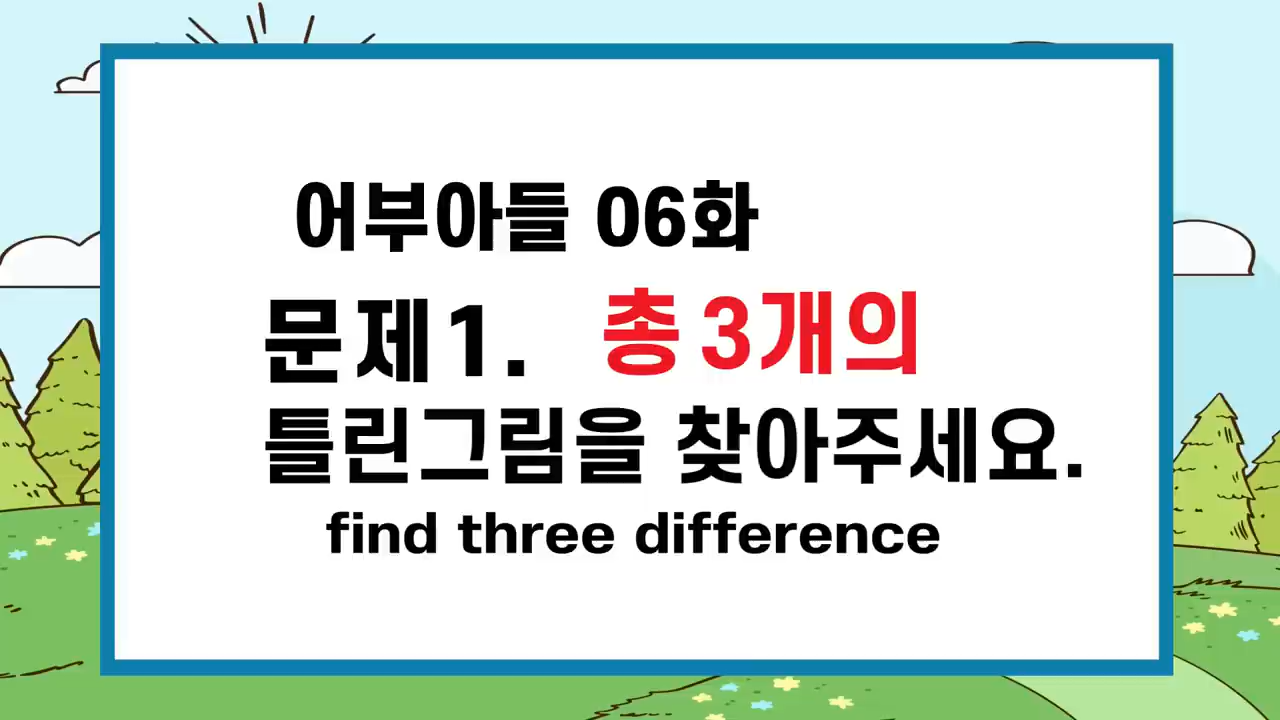 어부아들 06화
문제1. 총 3개의
틀린그림을 찾아주세요.
find three difference